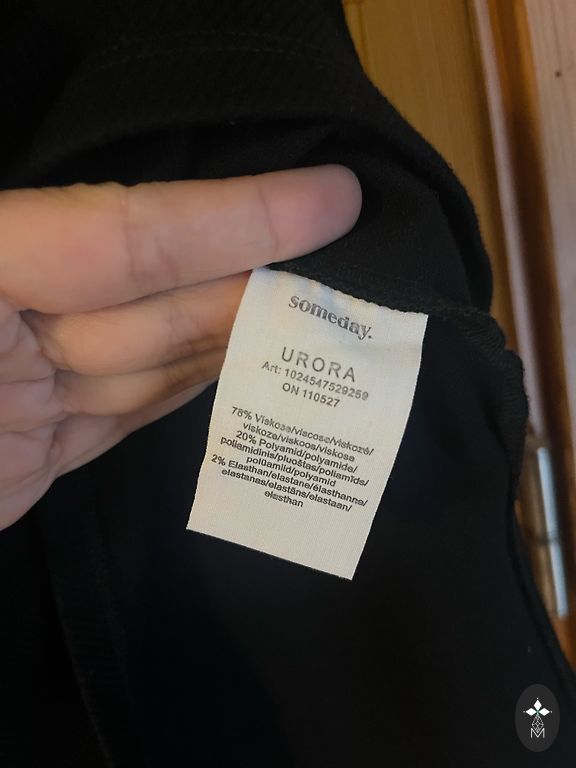 someday.
URORA
Art: 1024547529259
ON 110527
78% Viskose/viscose/viskozė/
viskoze/viskoos/viskose
20% Polyamid/polyamide/
poliamidinis/pluoštas/poliamīds/
polüamiid/polyamid
2% Elasthan/elastane/élasthanne/
elastanas/elastāns/elastaan/
elasthan
M